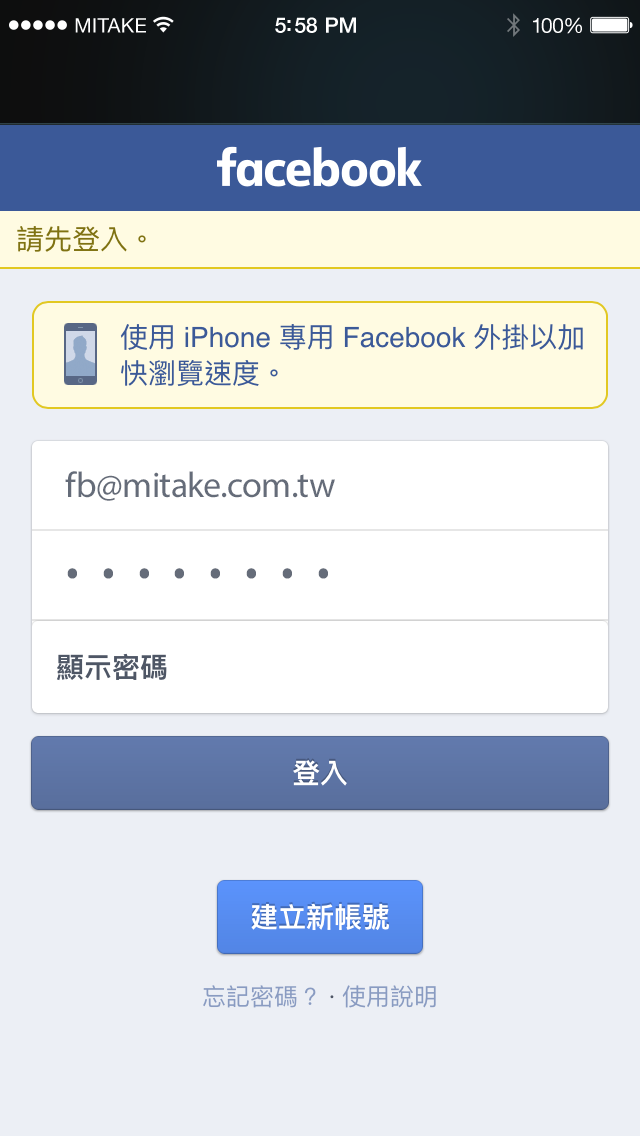 MITAKE 5:58 PM 100%
facebook
請先登入。
使用 iPhone 專用 Facebook 外掛以加
快瀏覽速度。
fb@mitake.com.tw
• • • • • • • •
顯示密碼
登入
建立新帳號
忘記密碼？ · 使用說明